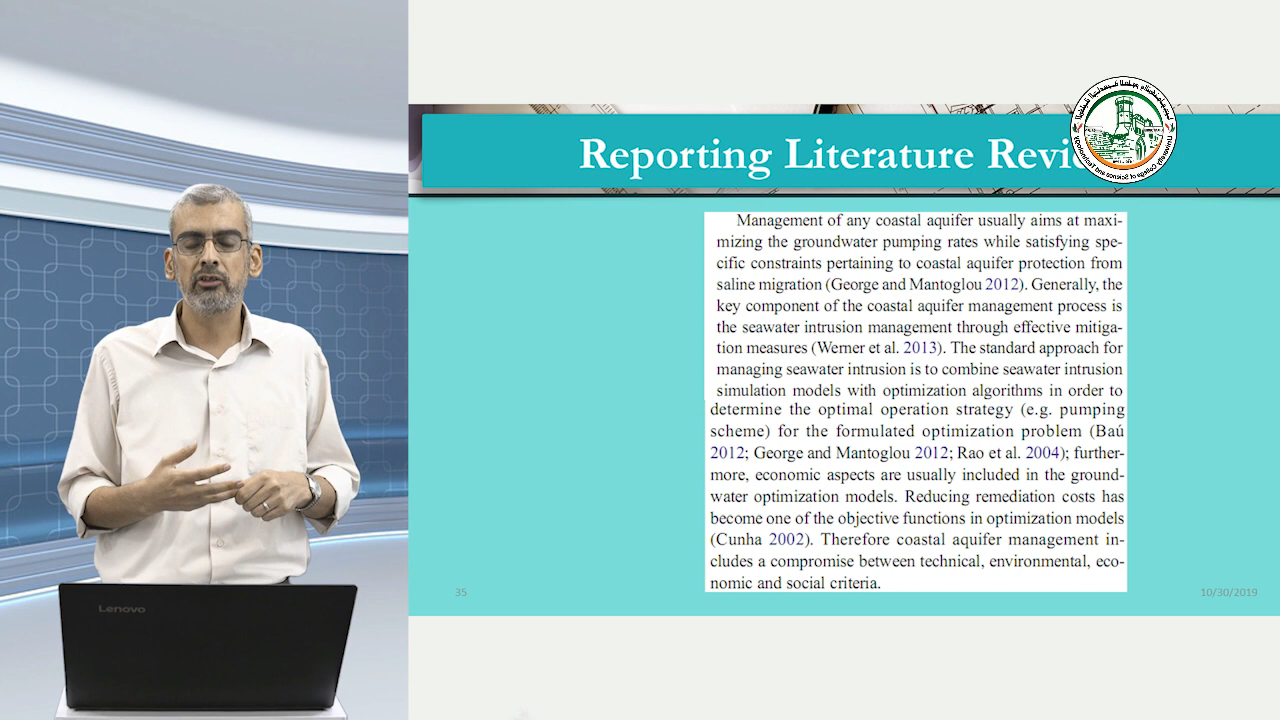 Reporting Literature Revi
Management of any coastal aquifer usually aims at maxi-
mizing the groundwater pumping rates while satisfying spe-
cific constraints pertaining to coastal aquifer protection from
saline migration (George and Mantoglou 2012). Generally, the
key component of the coastal aquifer management process is
the seawater intrusion management through effective mitiga-
tion measures (Werner et al. 2013). The standard approach for
managing seawater intrusion is to combine seawater intrusion
simulation models with optimization algorithms in order to
determine the optimal operation strategy (e.g. pumping
scheme) for the formulated optimization problem (Baú
2012; George and Mantoglou 2012; Rao et al. 2004); further-
more, economic aspects are usually included in the ground-
water optimization models. Reducing remediation costs has
become one of the objective functions in optimization models
(Cunha 2002). Therefore coastal aquifer management in-
cludes a compromise between technical, environmental, eco-
nomic and social criteria.
35
10/30/2019
Lenovo